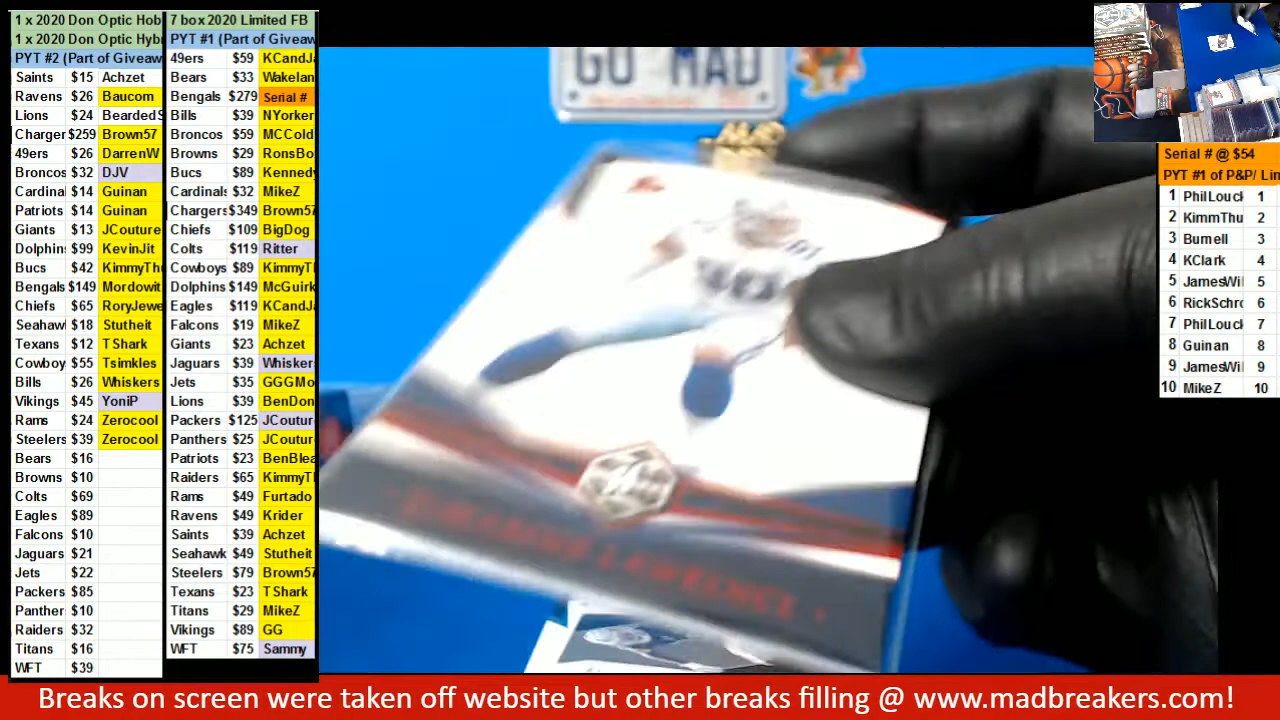 1 x 2020 Don Optic Hob
1 x 2020 Don Optic Hybr
PYT #2 (Part of Giveaw
Saints $15 Achzet
Ravens $26 Baucom
Lions $24 BeardedS
Charger $259 Brown57
49ers $26 DarrenW
Broncos $32 DJV
Cardinal $14 Guinan
Patriots $14 Guinan
Giants $13 JCouture
Dolphin $99 KevinJit
Bucs $42 KimmyTh
Bengals $149 Mordowit
Chiefs $65 RoryJewe
Seahawl $18 Stutheit
Texans $12 TShark
Cowboy $55 Tsimkles
Bills $26 Whiskers
Vikings $45 YoniP
Rams $24 Zerocool
Steelers $39 Zerocool
Bears $16
Browns $10
Colts $69
Eagles $89
Falcons $10
Jaguars $21
Jets $22
Packers $85
Panther $10
Raiders $32
Titans $16
WFT $39
7 box 2020 Limited FB
PYT #1 (Part of Giveaw
49ers $59 KCandJ
Bears $33 Wakelan
Bengals $279 Serial #
Bills $39 NYorker
Broncos $59 MCCold
Browns $29 RonsBo
Bucs $89 Kenned
Cardinals $32 MikeZ
Chargers $349 Brown57
Chiefs $109 BigDog
Colts $119 Ritter
Cowboys $89 KimmyT
Dolphins $149 McGuirk
Eagles $119 KCandJ
Falcons $19 MikeZ
Giants $23 Achzet
Jaguars $39 Whisker
Jets $35 GGGMo
Lions $39 BenDon
Packers $125 JCoutur
Panthers $25 JCoutur
Patriots $23 BenBlea
Raiders $65 KimmyT
Rams $49 Furtado
Ravens $49 Krider
Saints $39 Achzet
Seahawk $49 Stutheit
Steelers $79 Brown57
Texans $23 TShark
Titans $29 MikeZ
Vikings $89 GG
WFT $75 Sammy
GO MAD
LAWRENCE
Serial # @ $54
PYT #1 of P&P/ Lim
1 PhilLouck 1
2 KimmThu 2
3 Burnell 3
4 KClark 4
5 JamesWil 5
6 RickSchro 6
7 PhilLouck 7
8 Guinan 8
9 JamesWil 9
10 MikeZ 10
Breaks on screen were taken off website but other breaks filling @ www.madbreakers.com!